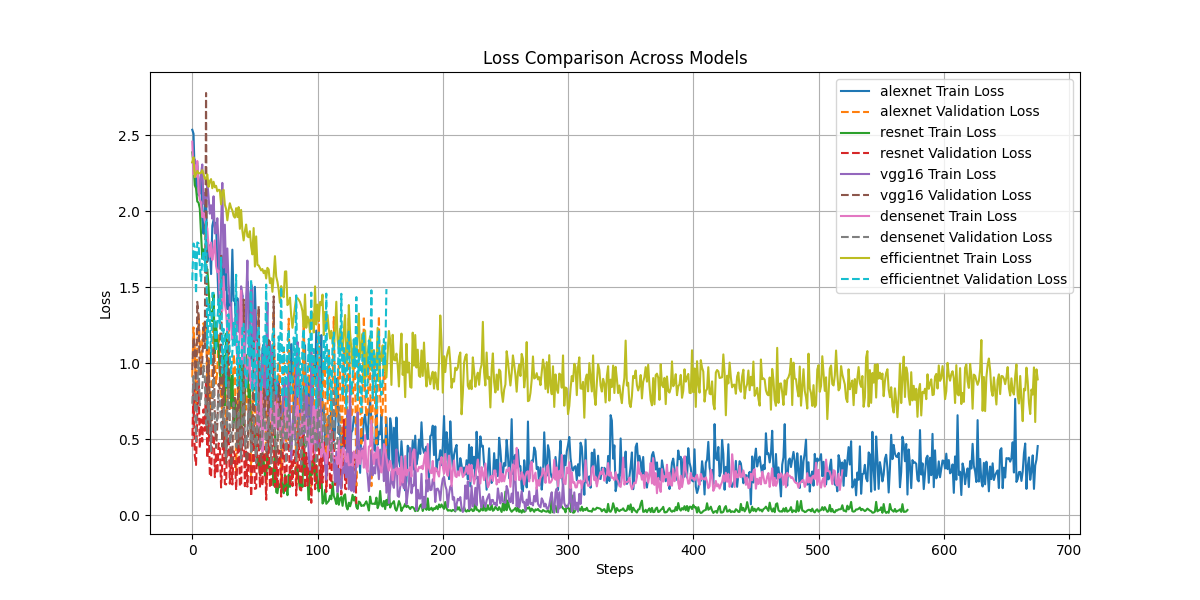 Loss Comparison Across Models
2.5
2.0
1.5
1.0
0.5
0.0
Loss
alexnet Train Loss
alexnet Validation Loss
resnet Train Loss
resnet Validation Loss
vgg16 Train Loss
vgg16 Validation Loss
densenet Train Loss
densenet Validation Loss
efficientnet Train Loss
efficientnet Validation Loss
0 100 200 300 400 500 600 700
Steps